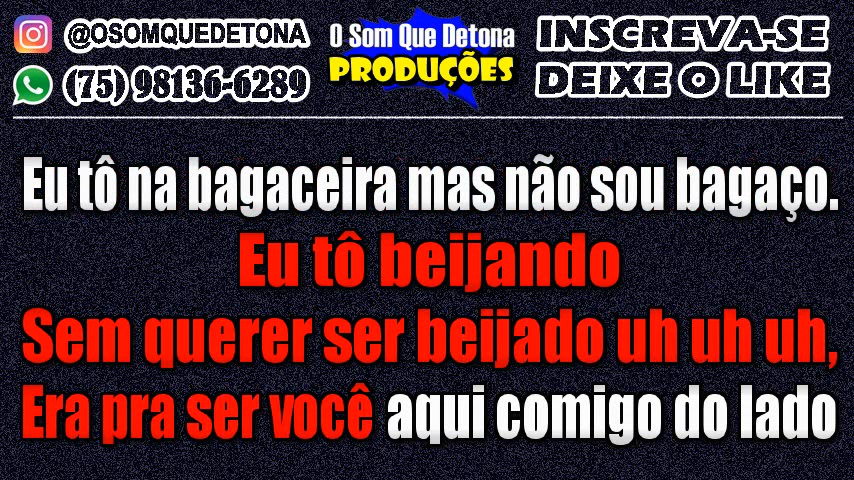 @OSOMQUEDETONA
(75) 98136-6289
O Som Que Detona
PRODUÇÕES
INSCREVA-SE
DEIXE O LIKE
Eu tô na bagaceira mas não sou bagaço.
Eu tô beijando
Sem querer ser beijado uh uh uh,
Era pra ser você aqui comigo do lado